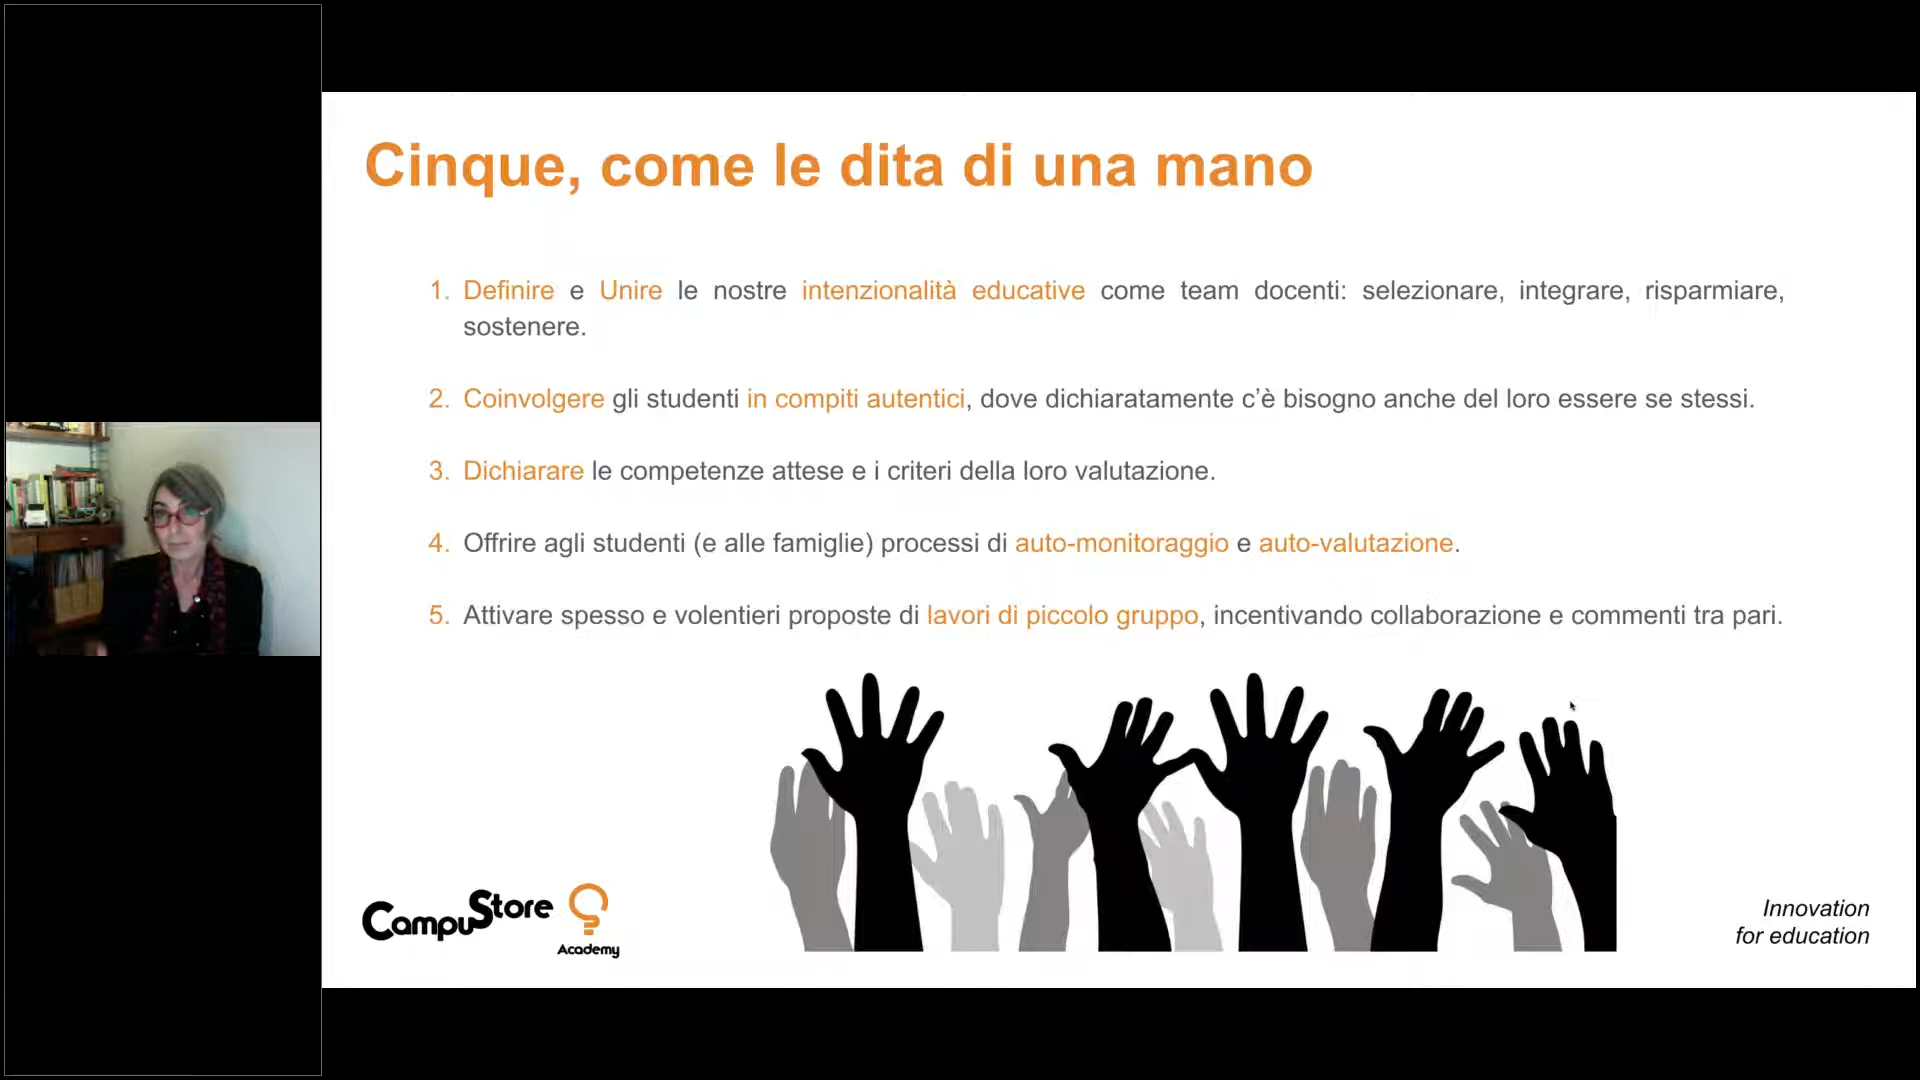 Cinque, come le dita di una mano
1. Definire e Unire le nostre intenzionalità educative come team docenti: selezionare, integrare, risparmiare,
sostenere.
2. Coinvolgere gli studenti in compiti autentici, dove dichiaratamente c’è bisogno anche del loro essere se stessi.
3. Dichiarare le competenze attese e i criteri della loro valutazione.
4. Offrire agli studenti (e alle famiglie) processi di auto-monitoraggio e auto-valutazione.
5. Attivare spesso e volentieri proposte di lavori di piccolo gruppo, incentivando collaborazione e commenti tra pari.
CampuStore
Academy
Innovation
for education